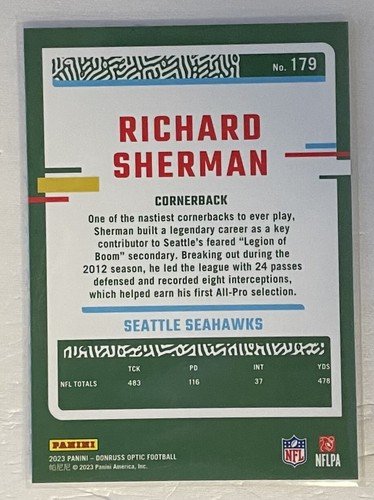 No. 179
RICHARD
SHERMAN
CORNERBACK
One of the nastiest cornerbacks to ever play,
Sherman built a legendary career as a key
contributor to Seattle's feared "Legion of
Boom" secondary. Breaking out during the
2012 season, he led the league with 24 passes
defensed and recorded eight interceptions,
which helped earn his first All-Pro selection.
SEATTLE SEAHAWKS
TCK PD INT YDS
NFL TOTALS 483 116 37 478
PANINI
2023 PANINI – DONRUSS OPTIC FOOTBALL
帕尼尼 © 2023 Panini America, Inc.
NFL
NFLPA